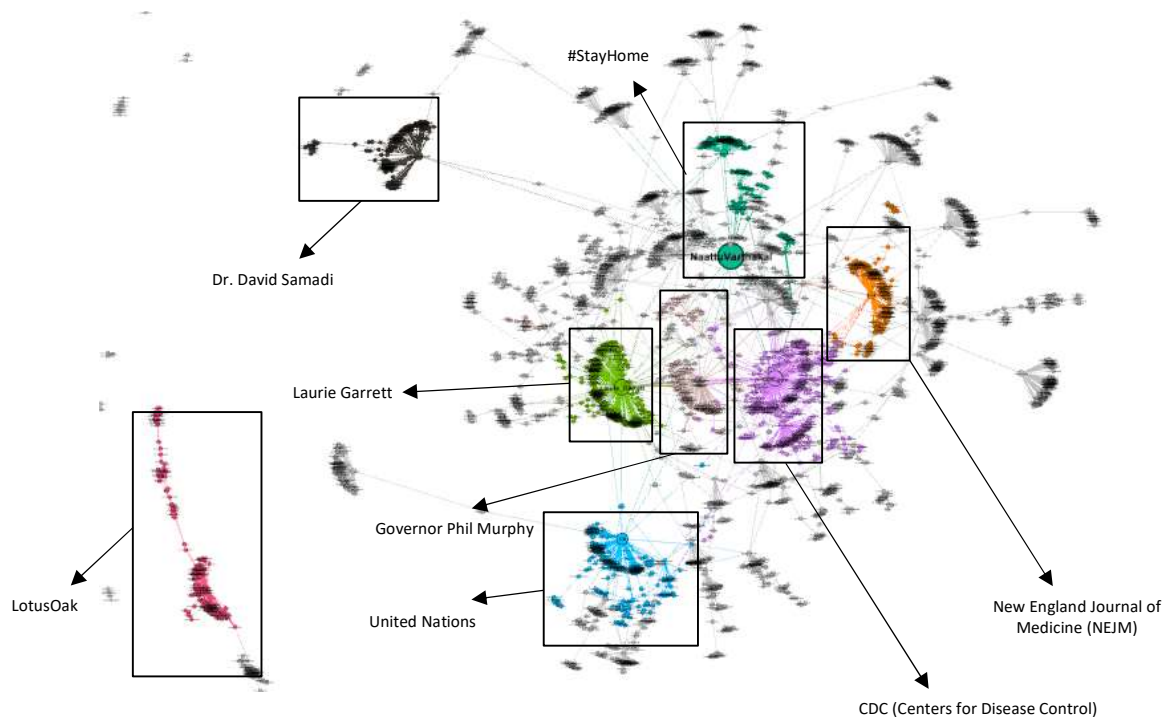 #StayHome
NaattuVarthakal
Dr. David Samadi
Laurie Garrett
Governor Phil Murphy
United Nations
LotusOak
New England Journal of
Medicine (NEJM)
CDC (Centers for Disease Control)